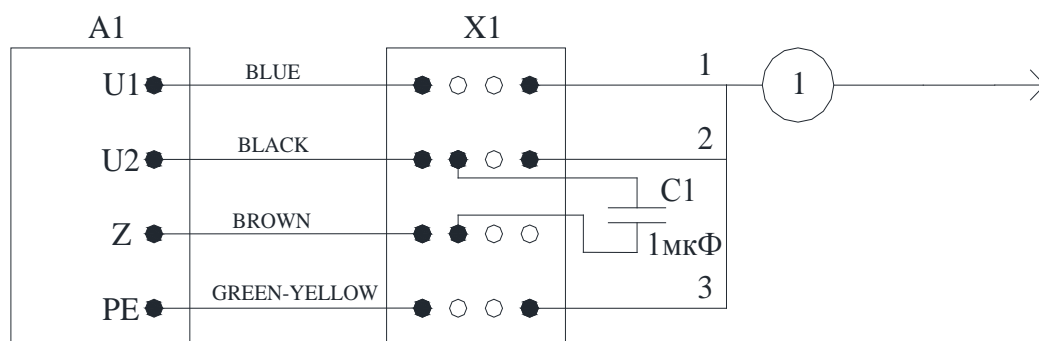 A1 X1
U1 BLUE 1 1
U2 BLACK 2
C1
Z BROWN
1мкФ
PE GREEN-YELLOW 3